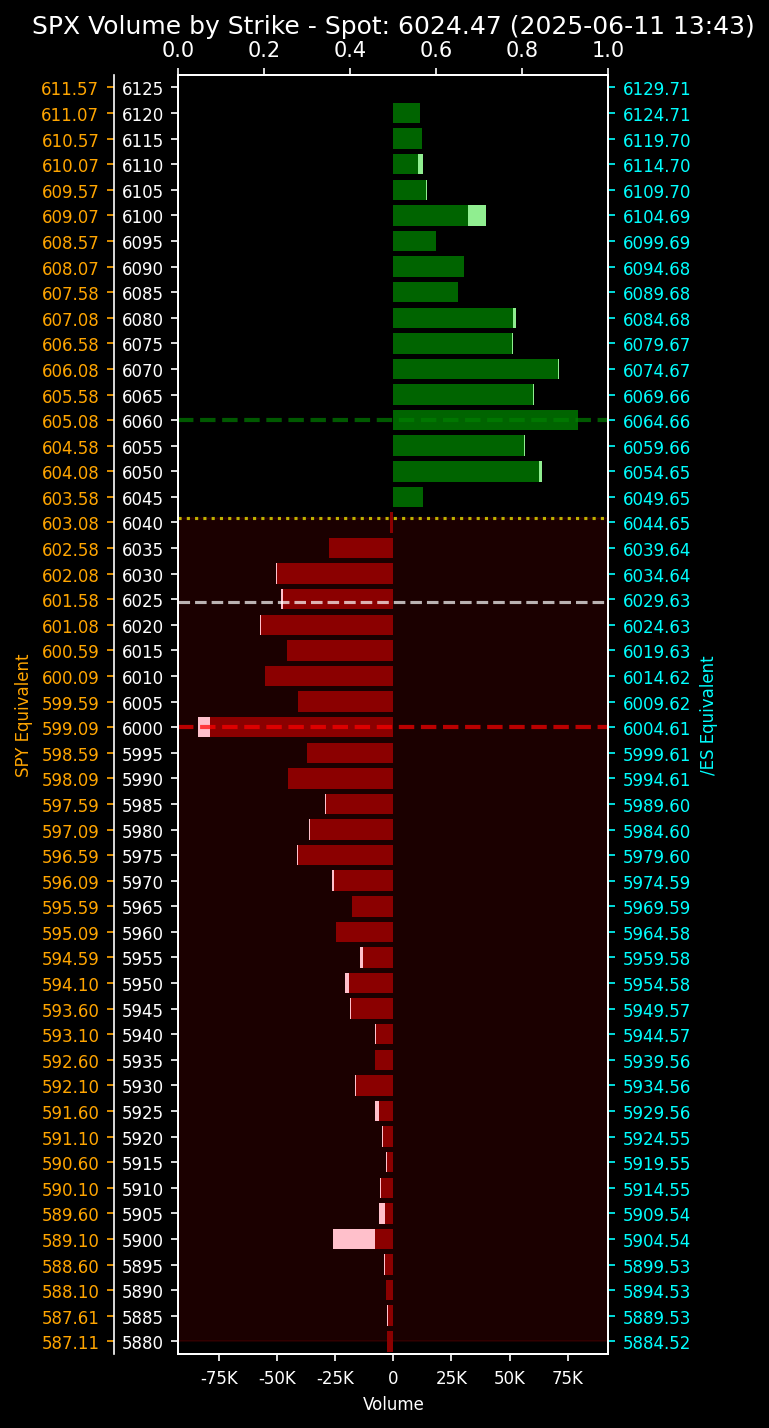 SPX Volume by Strike - Spot: 6024.47 (2025-06-11 13:43)
0.0 0.2 0.4 0.6 0.8 1.0
611.57 6125 6129.71
611.07 6120 6124.71
610.57 6115 6119.70
610.07 6110 6114.70
609.57 6105 6109.70
609.07 6100 6104.69
608.57 6095 6099.69
608.07 6090 6094.68
607.58 6085 6089.68
607.08 6080 6084.68
606.58 6075 6079.67
606.08 6070 6074.67
605.58 6065 6069.66
605.08 6060 6064.66
604.58 6055 6059.66
604.08 6050 6054.65
603.58 6045 6049.65
603.08 6040 6044.65
602.58 6035 6039.64
602.08 6030 6034.64
601.58 6025 6029.63
601.08 6020 6024.63
600.59 6015 6019.63
600.09 6010 6014.62
599.59 6005 6009.62
599.09 6000 6004.61
598.59 5995 5999.61
598.09 5990 5994.61
597.59 5985 5989.60
597.09 5980 5984.60
596.59 5975 5979.60
596.09 5970 5974.59
595.59 5965 5969.59
595.09 5960 5964.58
594.59 5955 5959.58
594.10 5950 5954.58
593.60 5945 5949.57
593.10 5940 5944.57
592.60 5935 5939.56
592.10 5930 5934.56
591.60 5925 5929.56
591.10 5920 5924.55
590.60 5915 5919.55
590.10 5910 5914.55
589.60 5905 5909.54
589.10 5900 5904.54
588.60 5895 5899.53
588.10 5890 5894.53
587.61 5885 5889.53
587.11 5880 5884.52
SPY Equivalent
/ES Equivalent
-75K -50K -25K 0 25K 50K 75K
Volume